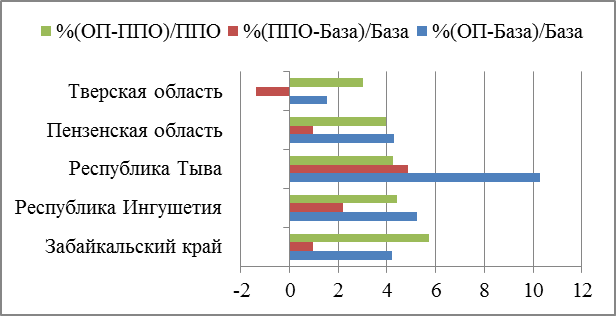 %(ОП-ППО)/ППО %(ППО-База)/База %(ОП-База)/База
Тверская область
Пензенская область
Республика Тыва
Республика Ингушетия
Забайкальский край
-2 0 2 4 6 8 10 12